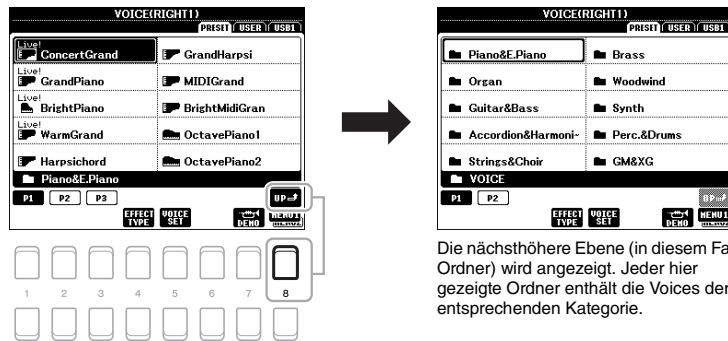 VOICE(RIGHT1)
PRESET USER USB1
Live! ConcertGrand
GrandHarpsi
Live! GrandPiano
MIDIGrand
Live! BrightPiano
BrightMidiGran
Live! WarmGrand
OctavePiano1
Harpsichord
OctavePiano2
Piano&E.Piano
P1 P2 P3 UP
EFFECT TYPE VOICE SET DEMO MENU1
1 2 3 4 5 6 7 8
VOICE(RIGHT1)
PRESET USER USB1
Piano&E.Piano
Brass
Organ
Woodwind
Guitar&Bass
Synth
Accordion&Harmoni~
Perc.&Drums
Strings&Choir
GM&XG
VOICE
P1 P2 UP
EFFECT TYPE VOICE SET DEMO MENU1
Die nächsthöhere Ebene (in diesem Fa
Ordner) wird angezeigt. Jeder hier
gezeigte Ordner enthält die Voices der
entsprechenden Kategorie.